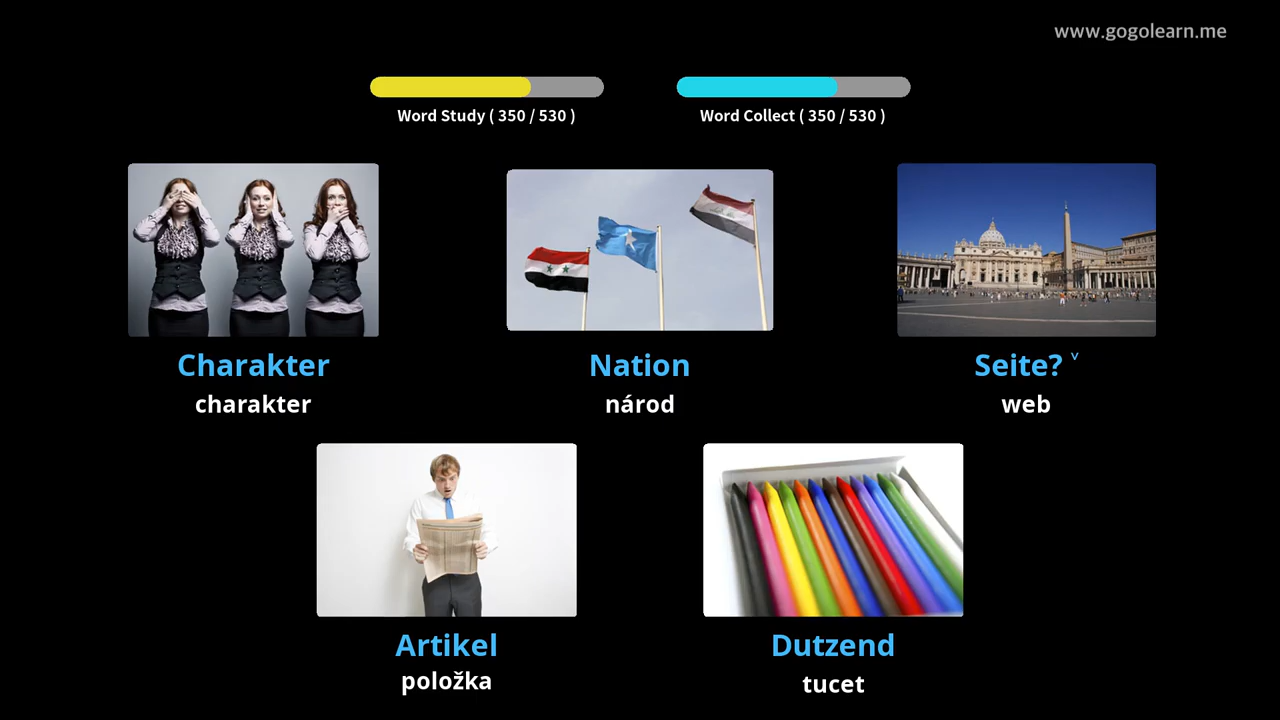 www.gogolearn.me
Word Study ( 350 / 530 )
Word Collect ( 350 / 530 )
Charakter
charakter
Nation
národ
Seite? ᵛ
web
Artikel
položka
Dutzend
tucet